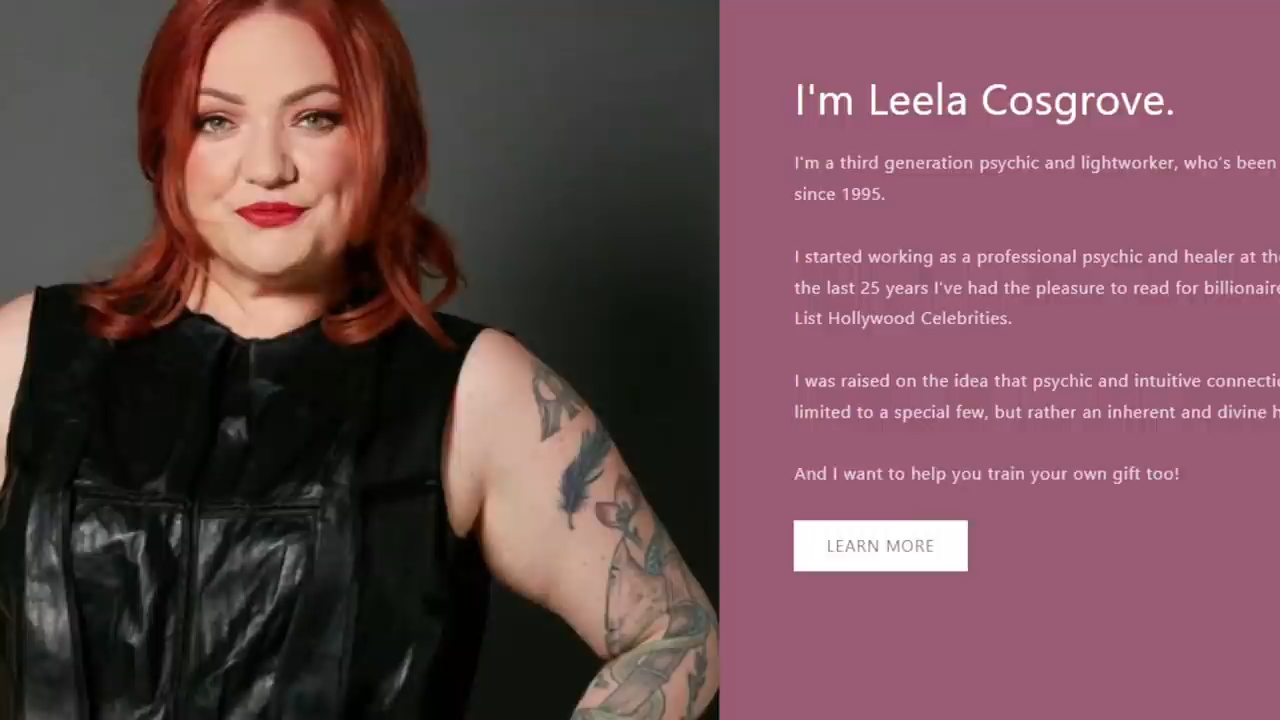 I'm Leela Cosgrove.
I'm a third generation psychic and lightworker, who's been
since 1995.
I started working as a professional psychic and healer at the
the last 25 years I've had the pleasure to read for billionaire
List Hollywood Celebrities.
I was raised on the idea that psychic and intuitive connecti
limited to a special few, but rather an inherent and divine h
And I want to help you train your own gift too!
LEARN MORE